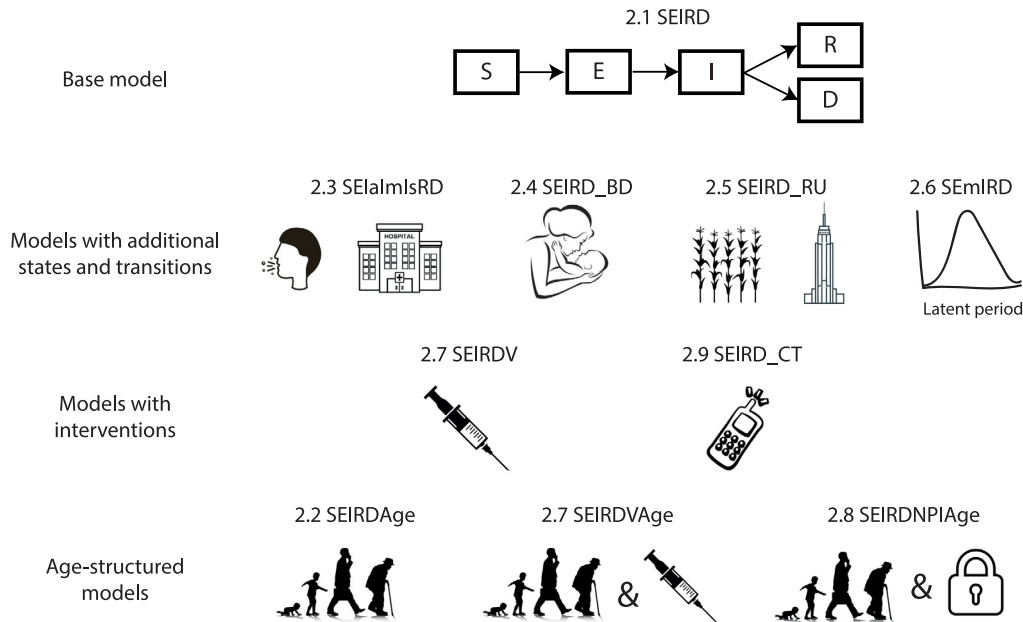 2.1 SEIRD
Base model
S
E
I
R
D
2.3 SEIaImIsRD
2.4 SEIRD_BD
2.5 SEIRD_RU
2.6 SEmIRD
Models with additional
states and transitions
HOSPITAL
Latent period
2.7 SEIRDV
2.9 SEIRD_CT
Models with
interventions
2.2 SEIRDAge
2.7 SEIRDVAge
2.8 SEIRDNPIAge
Age-structured
models
&
&